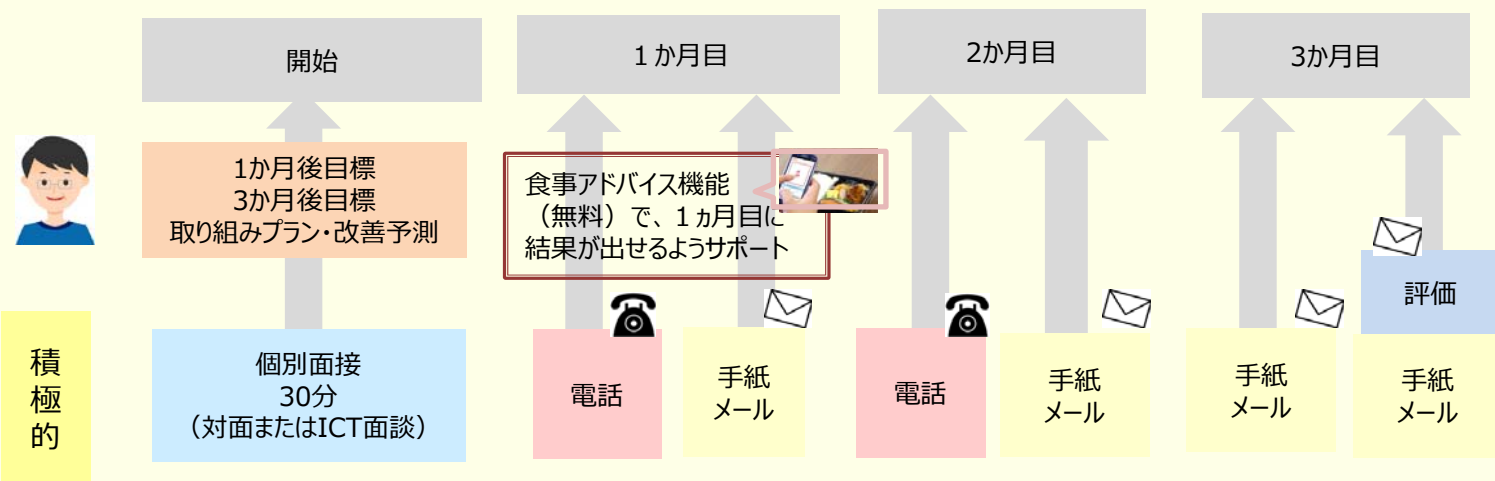 開始
１か月目
2か月目
3か月目
1か月後目標
3か月後目標
取り組みプラン・改善予測
食事アドバイス機能
（無料）で、１ヵ月目に
結果が出せるようサポート
評価
積
極
的
個別面接
30分
（対面またはICT面談）
電話
手紙
メール
電話
手紙
メール
手紙
メール
手紙
メール